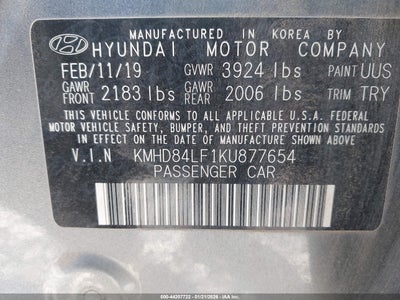 MANUFACTURED IN KOREA BY
HYUNDAI MOTOR COMPANY
FEB/11/19 GVWR 3924 lbs PAINT UUS
GAWR FRONT 2183 lbs GAWR REAR 2006 lbs TRIM TRY
THIS VEHICLE CONFORMS TO ALL APPLICABLE U.S.A. FEDERAL
MOTOR VEHICLE SAFETY, BUMPER, AND THEFT PREVENTION
STANDARDS IN EFFECT ON THE DATE OF MANUFACTURE SHOWN ABOVE.
V.I.N KMHD84LF1KU877654
PASSENGER CAR